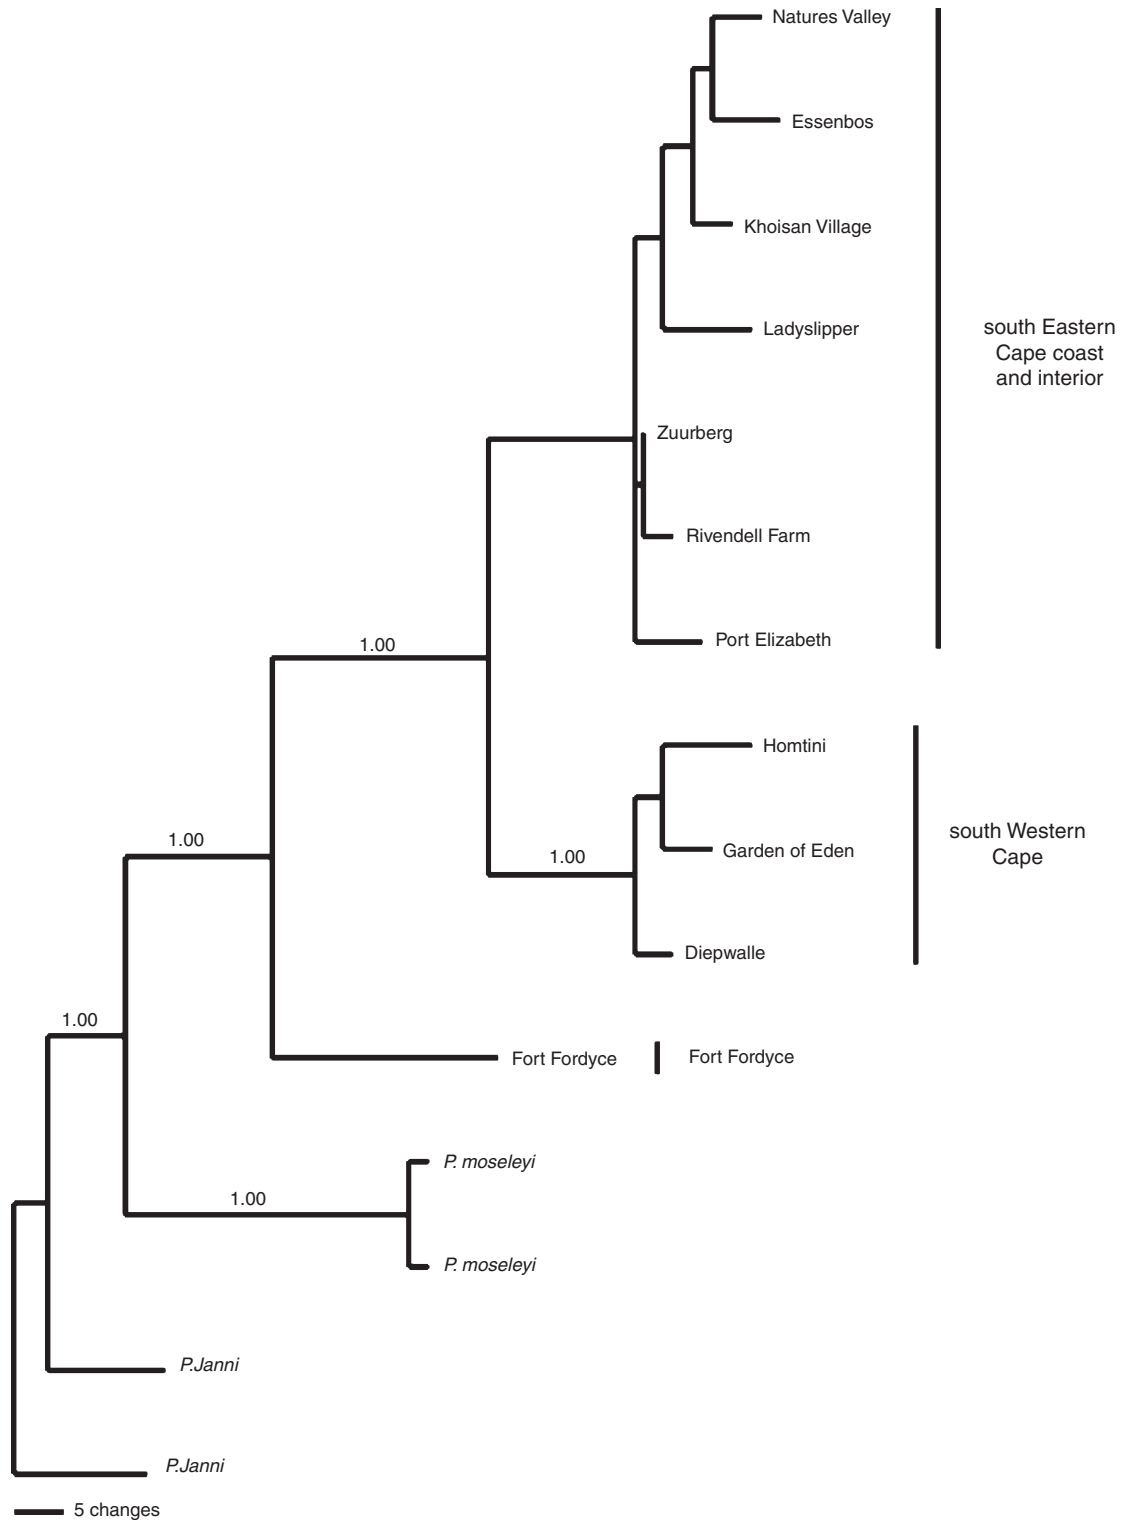 Natures Valley
Essenbos
Khoisan Village
Ladyslipper
south Eastern
Cape coast
and interior
Zuurberg
Rivendell Farm
Port Elizabeth
1.00
Homtini
Garden of Eden
south Western
Cape
1.00
1.00
Diepwalle
1.00
Fort Fordyce
Fort Fordyce
P. moseleyi
1.00
P. moseleyi
P.Janni
P.Janni
5 changes